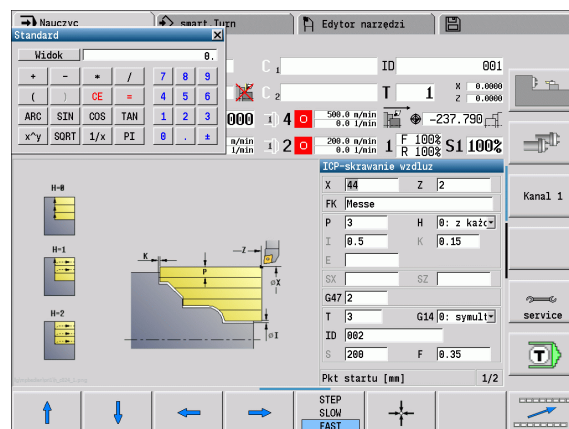 Nauczyc
smart.Turn
Edytor narzędzi
Standard
Widok
0.
+ - * / 7 8 9
( ) CE = 4 5 6
ARC SIN COS TAN 1 2 3
x^y SQRT 1/x PI 0 . ±
C 1
ID 001
C 2
T 1
X 0.0000
Z 0.0000
000
4
500.0 m/min
0.0 1/min
-237.790
m/min
1/min
1 2
200.0 m/min
0.0 1/min
1
F 100%
R 100%
S1 100%
ICP-skrawanie wzdluz
X 44 Z 2
FK Messe
P 3 H 0: z każd
I 0.5 K 0.15
E
SX SZ
G47 2
T 3 G14 0: symult
ID 002
S 200 F 0.35
Pkt startu [mm] 1/2
H=0
H=1
H=2
K
P
Z
øX
øI
Kanal 1
service
T
STEP
SLOW
FAST